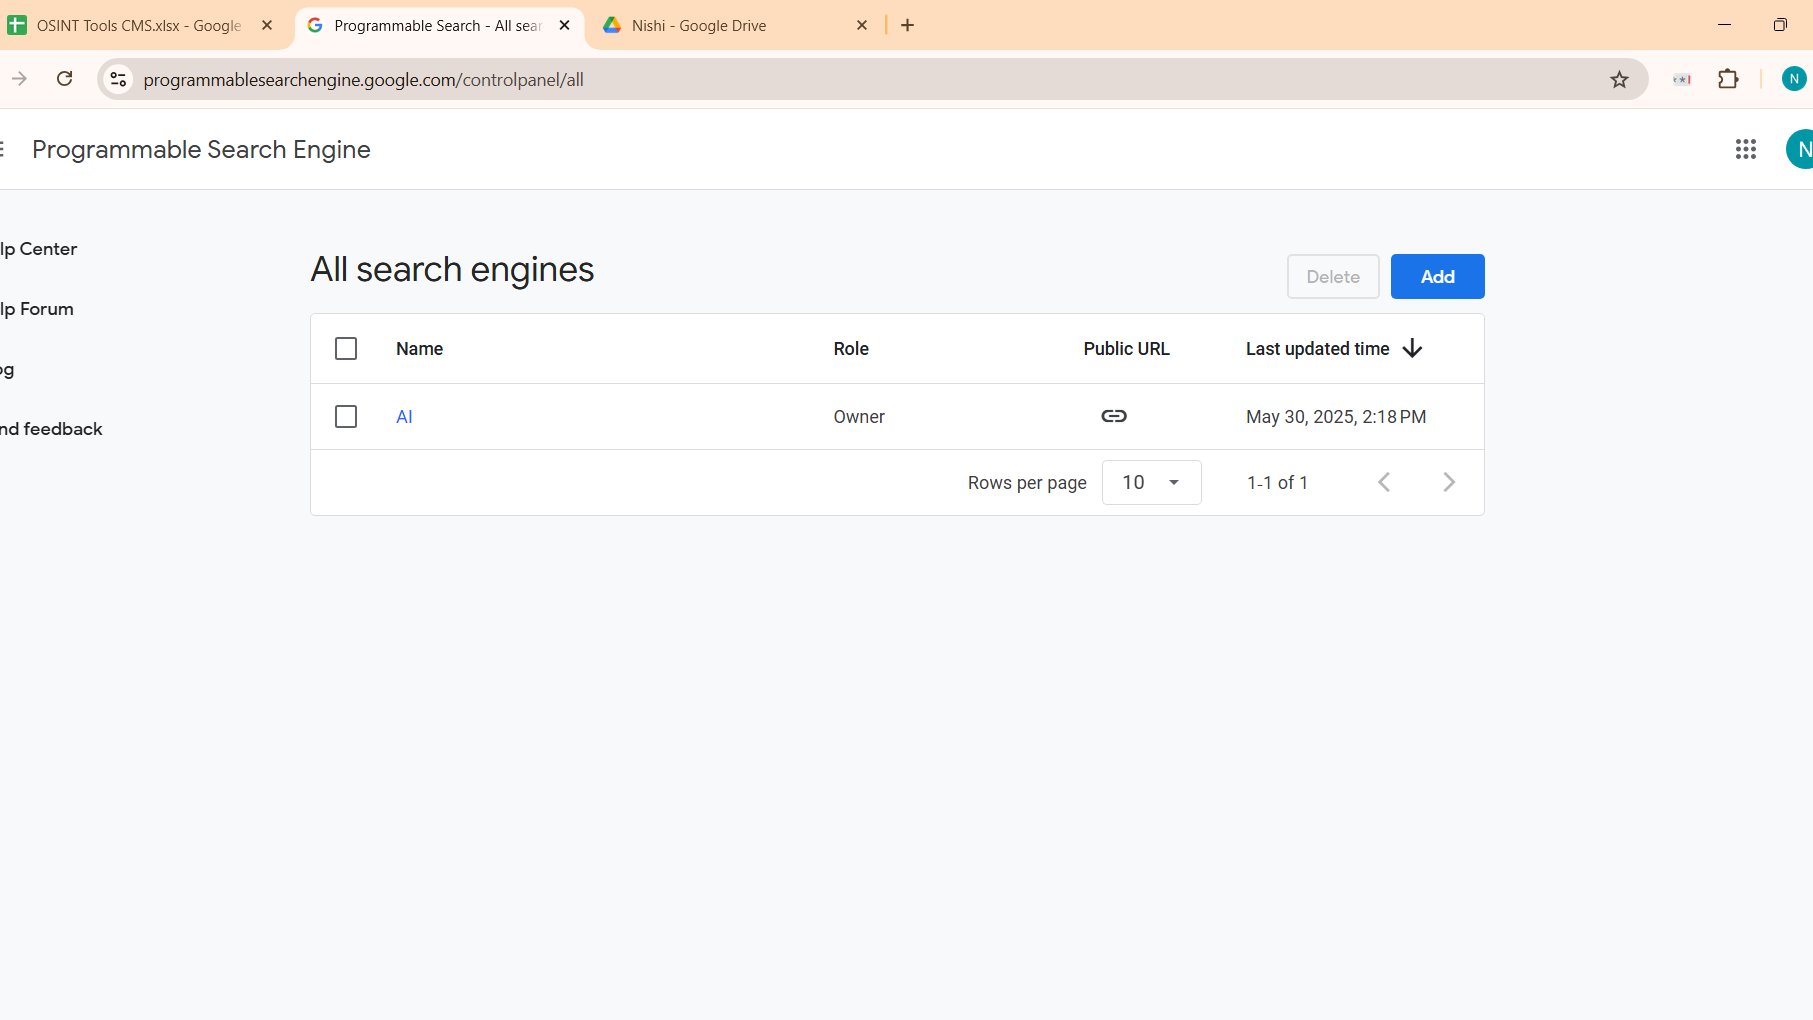 OSINT Tools CMS.xlsx - Google
Programmable Search - All sear
Nishi - Google Drive
programmablesearchengine.google.com/controlpanel/all
N
Programmable Search Engine
N
lp Center
lp Forum
og
nd feedback
All search engines
Delete
Add
Name Role Public URL Last updated time
AI Owner May 30, 2025, 2:18 PM
Rows per page 10 1-1 of 1